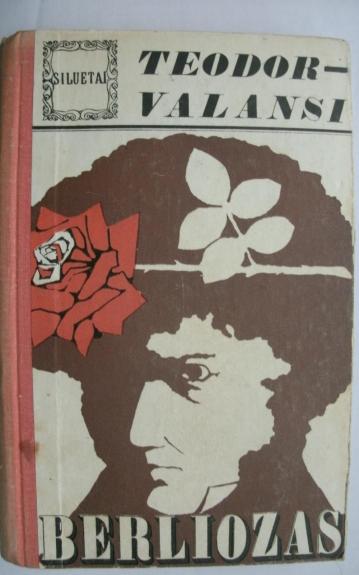 SILUETAI
TEODOR—
VALANSI
BERLIOZAS